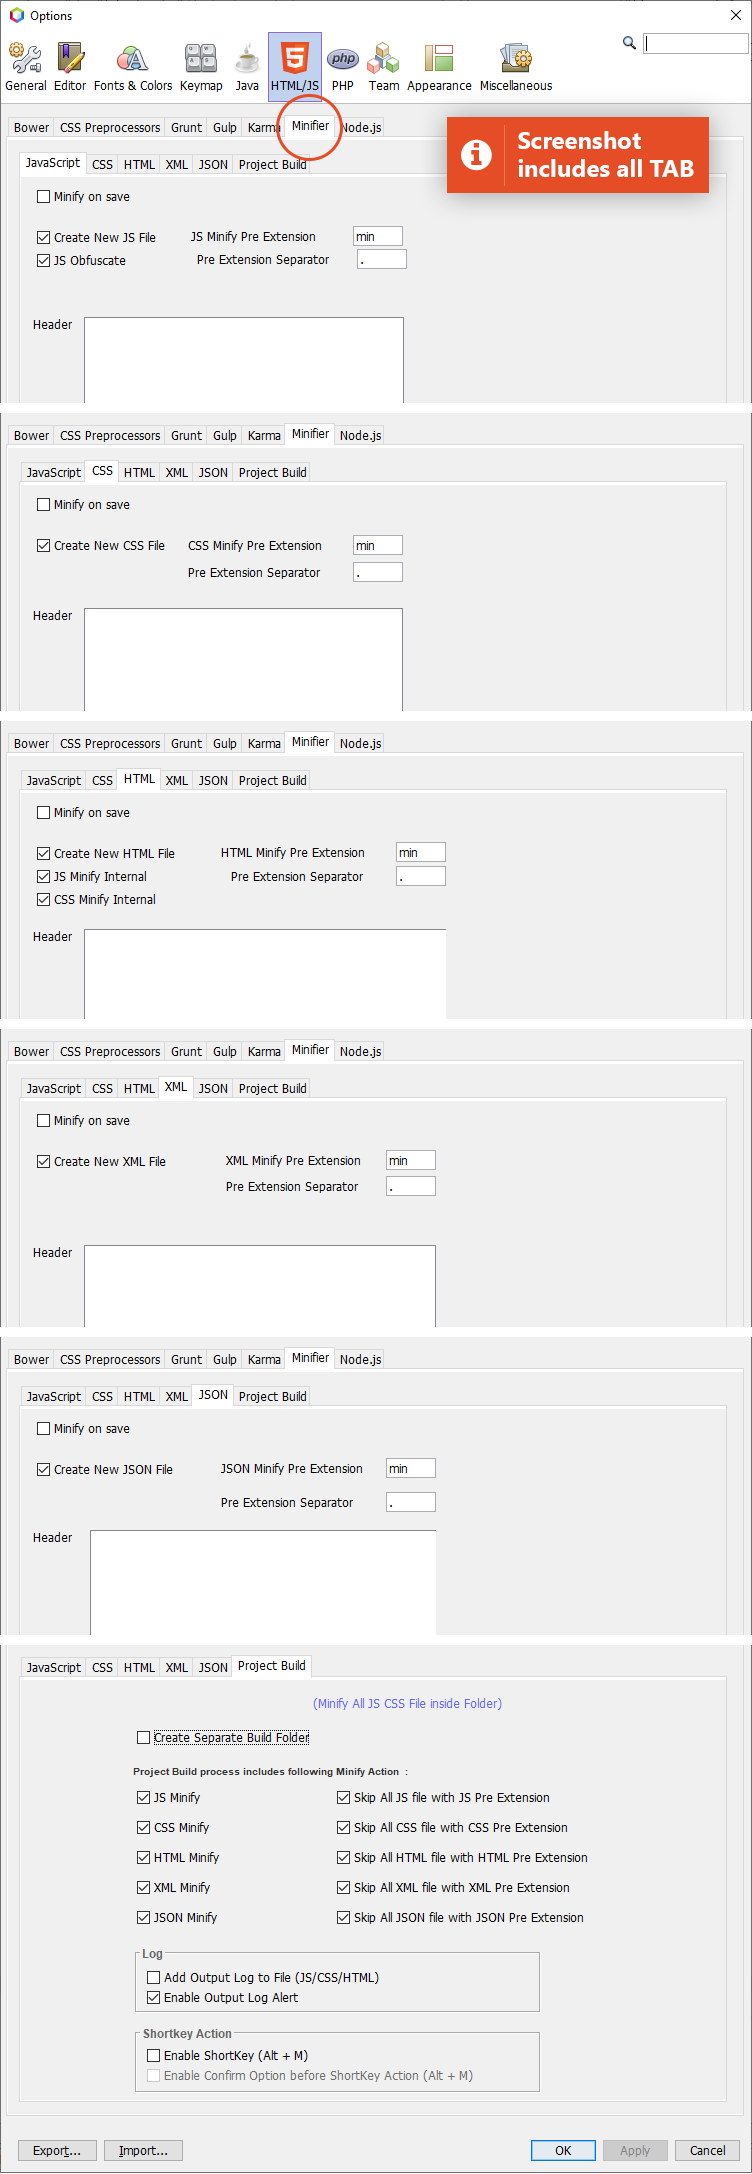 Options
General Editor Fonts & Colors Keymap Java HTML/JS PHP Team Appearance Miscellaneous
Bower CSS Preprocessors Grunt Gulp Karma Minifier Node.js
Screenshot
includes all TAB
JavaScript CSS HTML XML JSON Project Build
Minify on save
Create New JS File JS Minify Pre Extension min
JS Obfuscate Pre Extension Separator .
Header
Bower CSS Preprocessors Grunt Gulp Karma Minifier Node.js
JavaScript CSS HTML XML JSON Project Build
Minify on save
Create New CSS File CSS Minify Pre Extension min
Pre Extension Separator .
Header
Bower CSS Preprocessors Grunt Gulp Karma Minifier Node.js
JavaScript CSS HTML XML JSON Project Build
Minify on save
Create New HTML File HTML Minify Pre Extension min
JS Minify Internal Pre Extension Separator .
CSS Minify Internal
Header
Bower CSS Preprocessors Grunt Gulp Karma Minifier Node.js
JavaScript CSS HTML XML JSON Project Build
Minify on save
Create New XML File XML Minify Pre Extension min
Pre Extension Separator .
Header
Bower CSS Preprocessors Grunt Gulp Karma Minifier Node.js
JavaScript CSS HTML XML JSON Project Build
Minify on save
Create New JSON File JSON Minify Pre Extension min
Pre Extension Separator .
Header
JavaScript CSS HTML XML JSON Project Build
(Minify All JS CSS File inside Folder)
Create Separate Build Folder
Project Build process includes following Minify Action :
JS Minify Skip All JS file with JS Pre Extension
CSS Minify Skip All CSS file with CSS Pre Extension
HTML Minify Skip All HTML file with HTML Pre Extension
XML Minify Skip All XML file with XML Pre Extension
JSON Minify Skip All JSON file with JSON Pre Extension
Log
Add Output Log to File (JS/CSS/HTML)
Enable Output Log Alert
Shortkey Action
Enable ShortKey (Alt + M)
Enable Confirm Option before ShortKey Action (Alt + M)
Export... Import... OK Apply Cancel